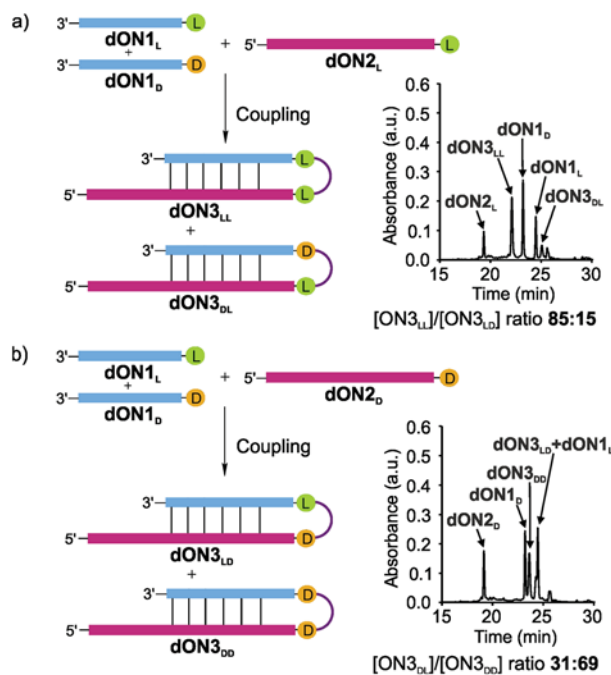 a)
3'- L
dON1L
+
3'- D
dON1D
+
5'- L
dON2L
Coupling
3'- L
5'- L
dON3LL
+
3'- D
5'- L
dON3DL
Absorbance (a.u.)
0.6
0.5
0.4
0.3
0.2
0.1
0.0
dON1D
dON3LL
dON1L
dON2L
dON3DL
15 20 25 30
Time (min)
[ON3LL]/[ON3LD] ratio 85:15
b)
3'- L
dON1L
+
3'- D
dON1D
+
5'- D
dON2D
Coupling
3'- L
5'- D
dON3LD
+
3'- D
5'- D
dON3DD
Absorbance (a.u.)
0.6
0.5
0.4
0.3
0.2
0.1
0.0
dON3LD+dON1L
dON3DD
dON1D
dON2D
15 20 25 30
Time (min)
[ON3DL]/[ON3DD] ratio 31:69